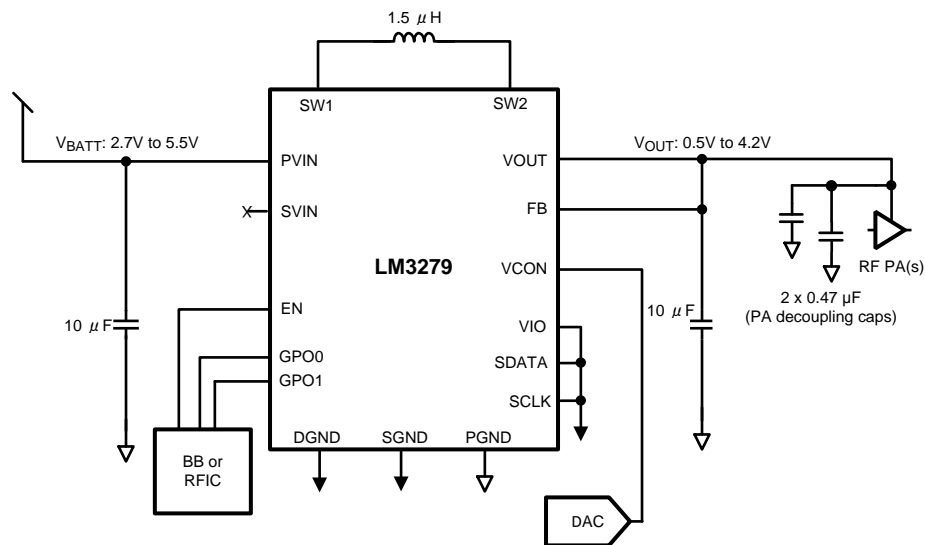 1.5 μH
SW1
SW2
VBATT: 2.7V to 5.5V
PVIN
VOUT
VOUT: 0.5V to 4.2V
SVIN
X
FB
LM3279
VCON
RF PA(s)
2 x 0.47 µF
(PA decoupling caps)
10 μF
EN
10 μF
VIO
GPO0
SDATA
GPO1
SCLK
DGND
SGND
PGND
BB or
RFIC
DAC